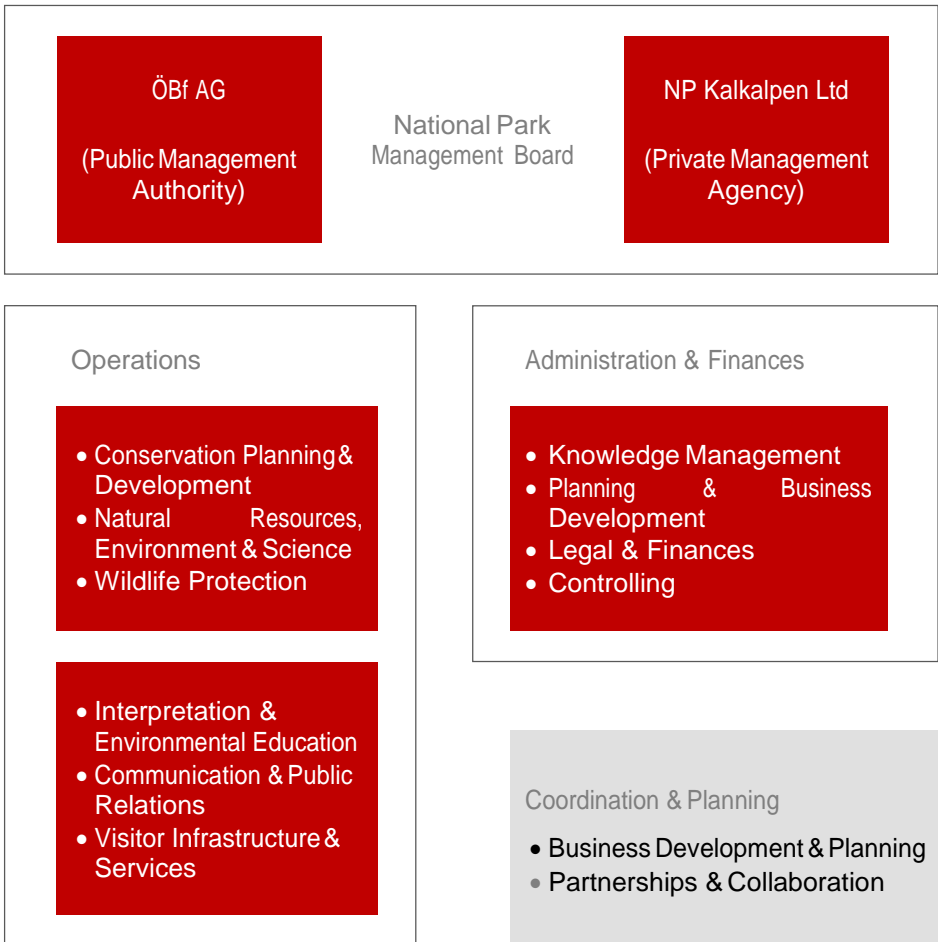 ÖBf AG
(Public Management
Authority)
National Park
Management Board
NP Kalkalpen Ltd
(Private Management
Agency)
Operations
• Conservation Planning &
Development
• Natural Resources,
Environment & Science
• Wildlife Protection
• Interpretation &
Environmental Education
• Communication & Public
Relations
• Visitor Infrastructure &
Services
Administration & Finances
• Knowledge Management
• Planning & Business
Development
• Legal & Finances
• Controlling
Coordination & Planning
• Business Development & Planning
• Partnerships & Collaboration